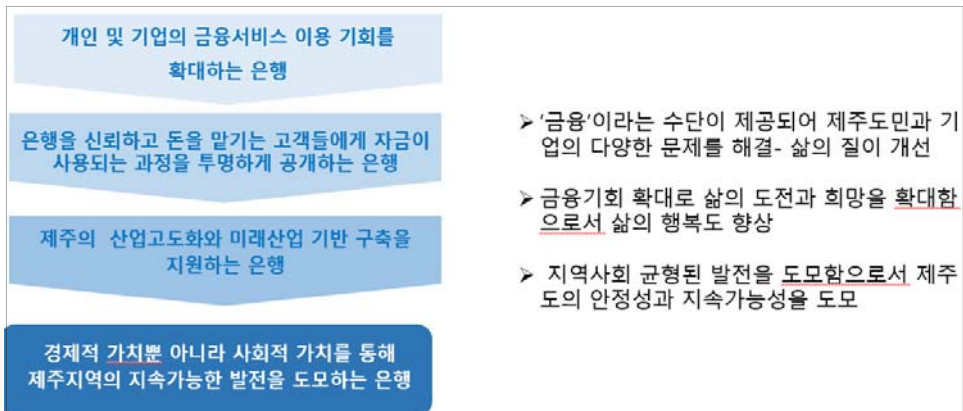 개인 및 기업의 금융서비스 이용 기회를
확대하는 은행
은행을 신뢰하고 돈을 맡기는 고객들에게 자금이
사용되는 과정을 투명하게 공개하는 은행
제주의 산업고도화와 미래산업 기반 구축을
지원하는 은행
경제적 가치뿐 아니라 사회적 가치를 통해
제주지역의 지속가능한 발전을 도모하는 은행
➢ ‘금융’이라는 수단이 제공되어 제주도민과 기
업의 다양한 문제를 해결- 삶의 질이 개선
➢ 금융기회 확대로 삶의 도전과 희망을 확대함
으로서 삶의 행복도 향상
➢ 지역사회 균형된 발전을 도모함으로서 제주
도의 안정성과 지속가능성을 도모